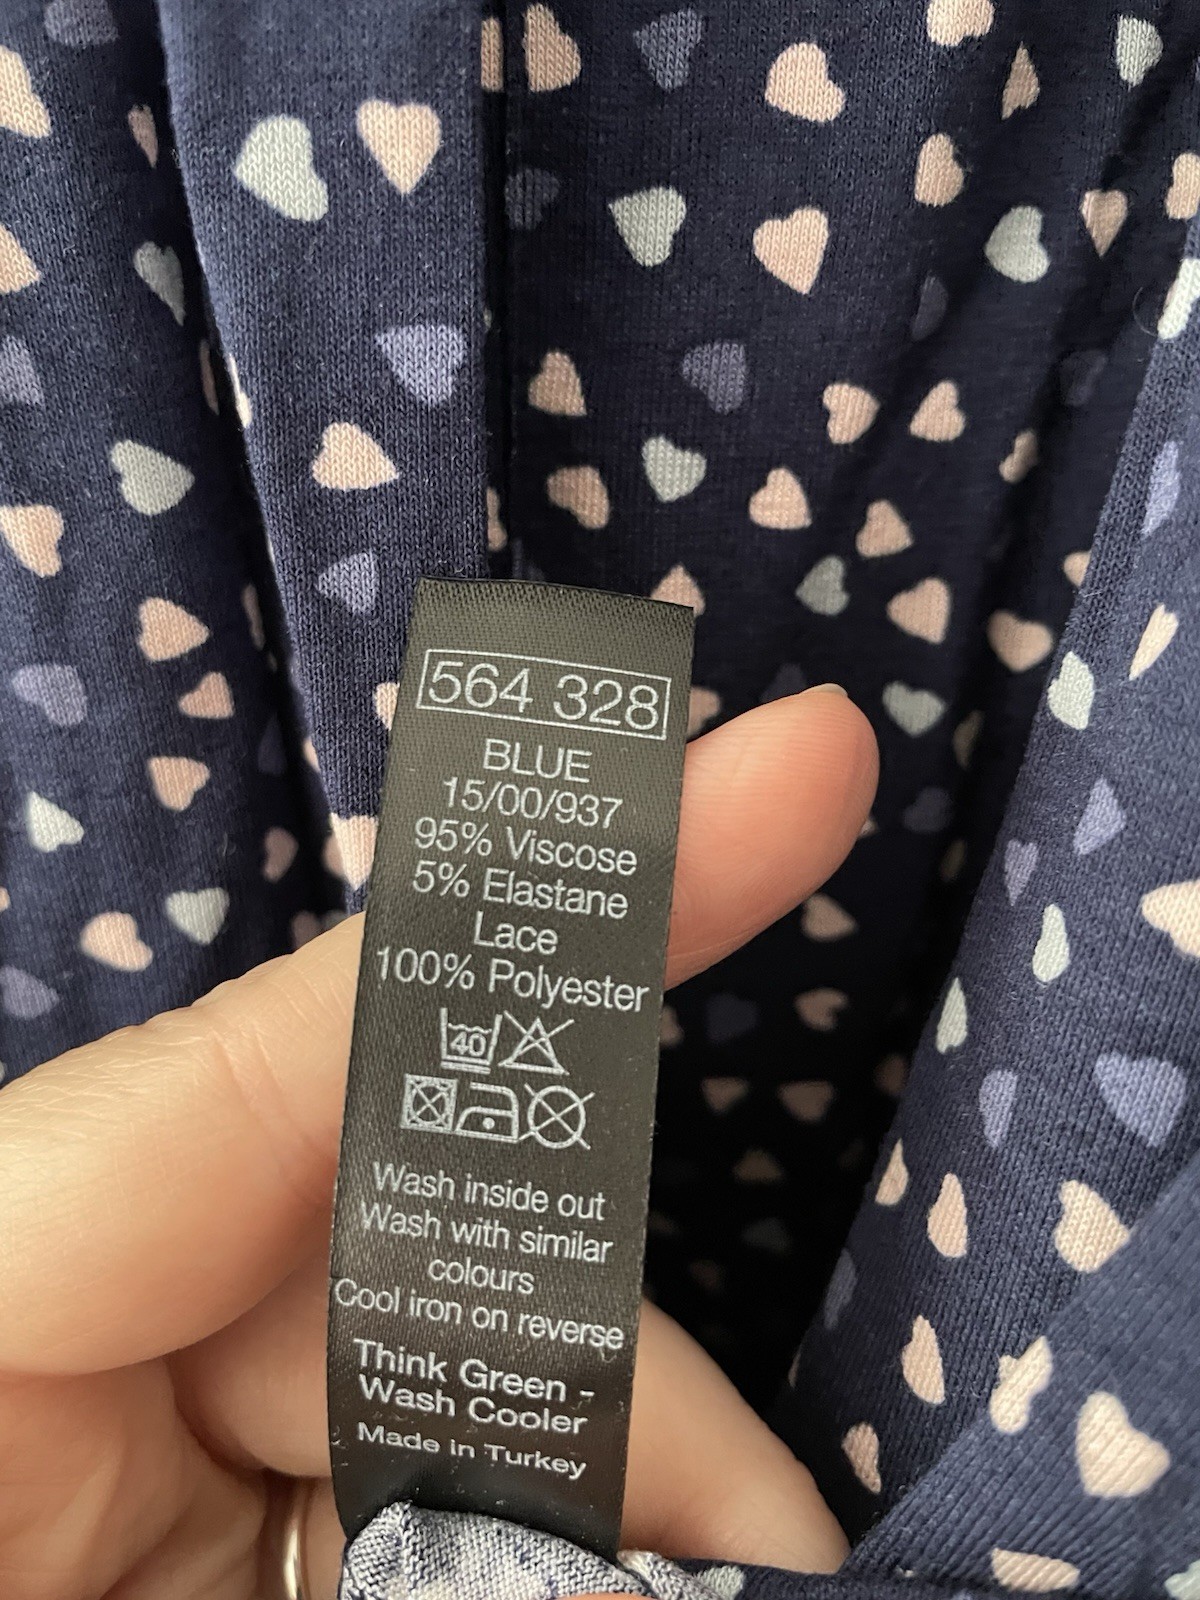 564 328
BLUE
15/00/937
95% Viscose
5% Elastane
Lace
100% Polyester
40
Wash inside out
Wash with similar
colours
Cool iron on reverse
Think Green -
Wash Cooler
Made in Turkey